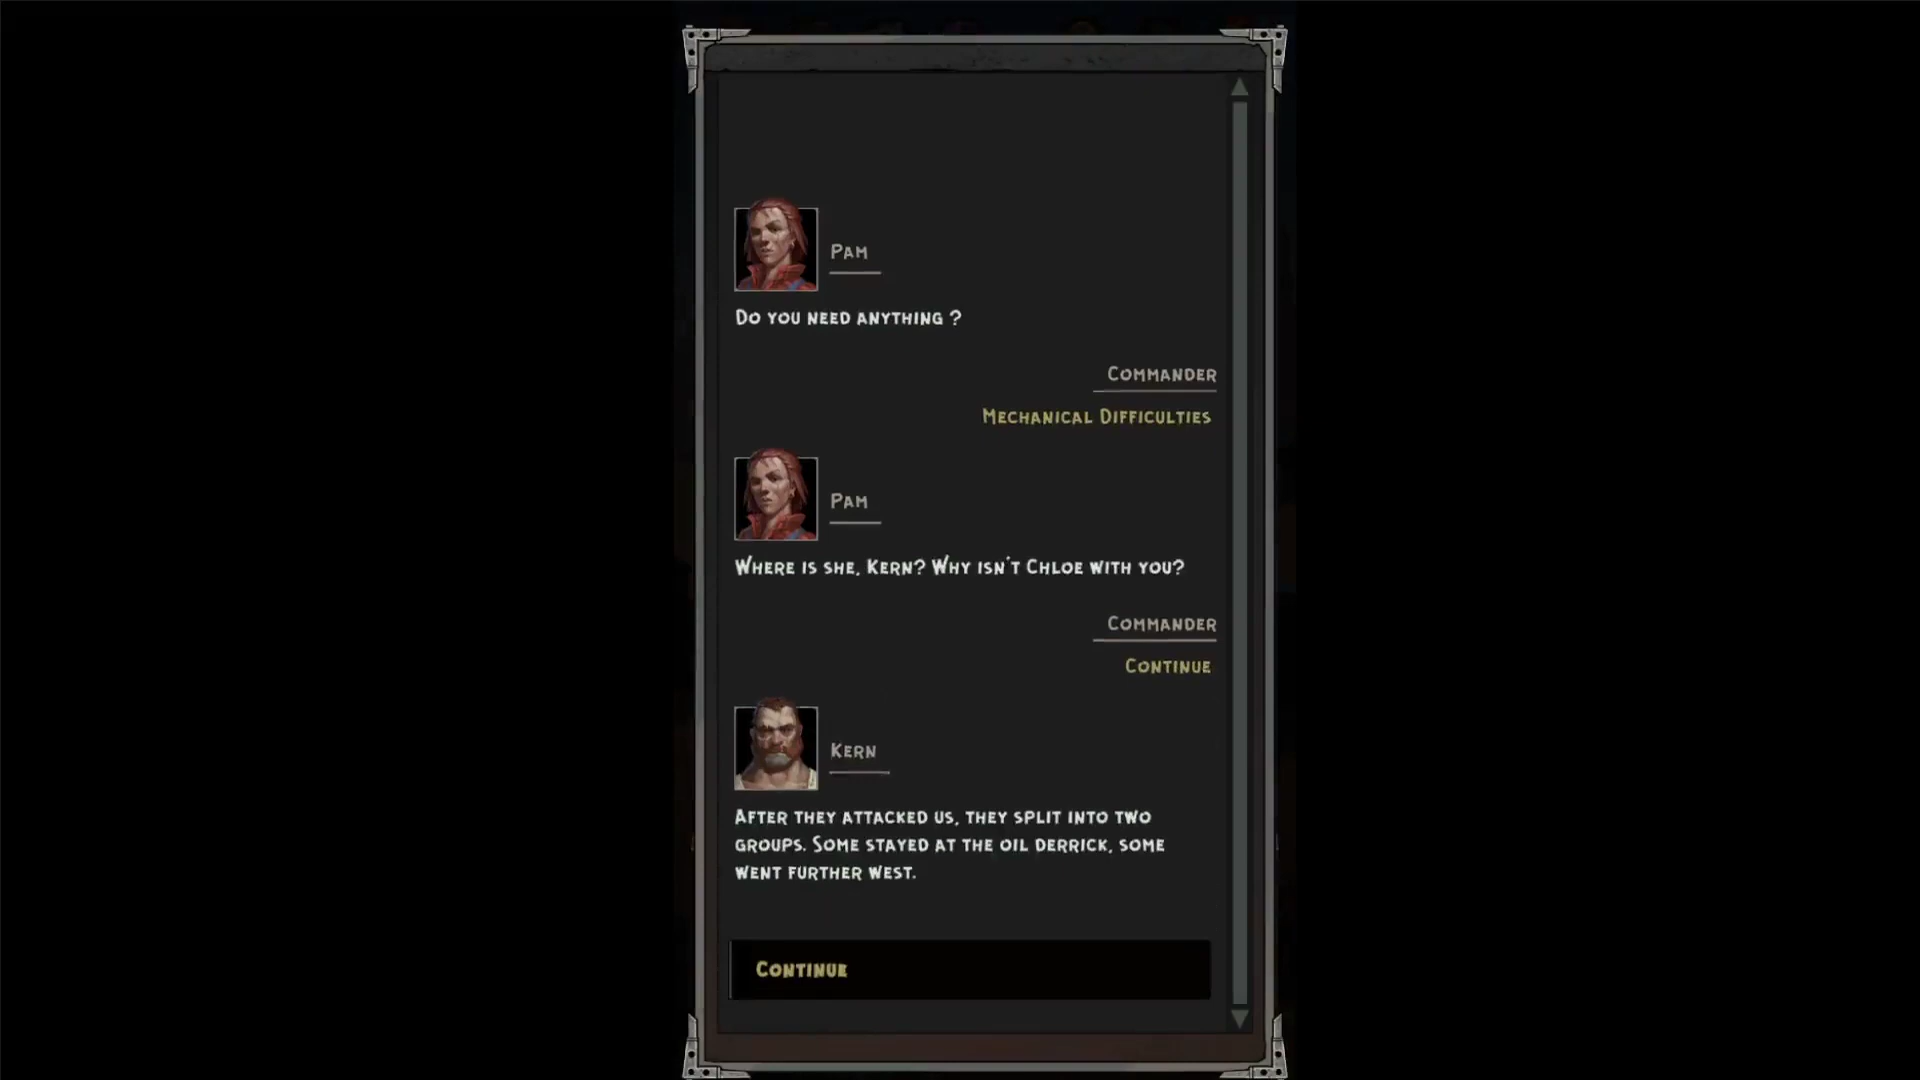 Pam
Do you need anything ?
Commander
Mechanical Difficulties
Pam
Where is she, Kern? Why isn't Chloe with you?
Commander
Continue
Kern
After they attacked us, they split into two
groups. Some stayed at the oil derrick, some
went further west.
Continue